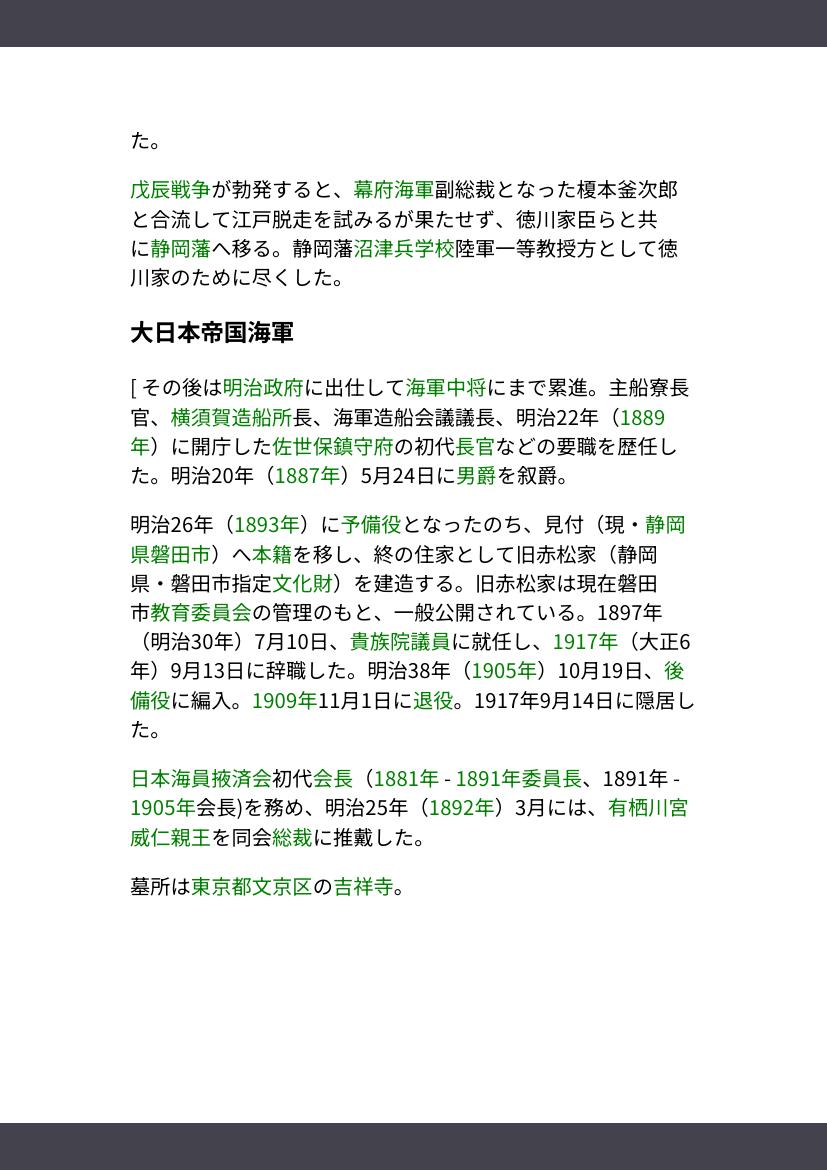 た。
戊辰戦争が勃発すると、幕府海軍副総裁となった榎本釜次郎
と合流して江戸脱走を試みるが果たせず、徳川家臣らと共
に静岡藩へ移る。静岡藩沼津兵学校陸軍一等教授方として徳
川家のために尽くした。
大日本帝国海軍
[ その後は明治政府に出仕して海軍中将にまで累進。主船寮長
官、横須賀造船所長、海軍造船会議議長、明治22年（1889
年）に開庁した佐世保鎮守府の初代長官などの要職を歴任し
た。明治20年（1887年）5月24日に男爵を叙爵。
明治26年（1893年）に予備役となったのち、見付（現・静岡
県磐田市）へ本籍を移し、終の住家として旧赤松家（静岡
県・磐田市指定文化財）を建造する。旧赤松家は現在磐田
市教育委員会の管理のもと、一般公開されている。1897年
（明治30年）7月10日、貴族院議員に就任し、1917年（大正6
年）9月13日に辞職した。明治38年（1905年）10月19日、後
備役に編入。1909年11月1日に退役。1917年9月14日に隠居し
た。
日本海員掖済会初代会長（1881年 - 1891年委員長、1891年 -
1905年会長)を務め、明治25年（1892年）3月には、有栖川宮
威仁親王を同会総裁に推戴した。
墓所は東京都文京区の吉祥寺。